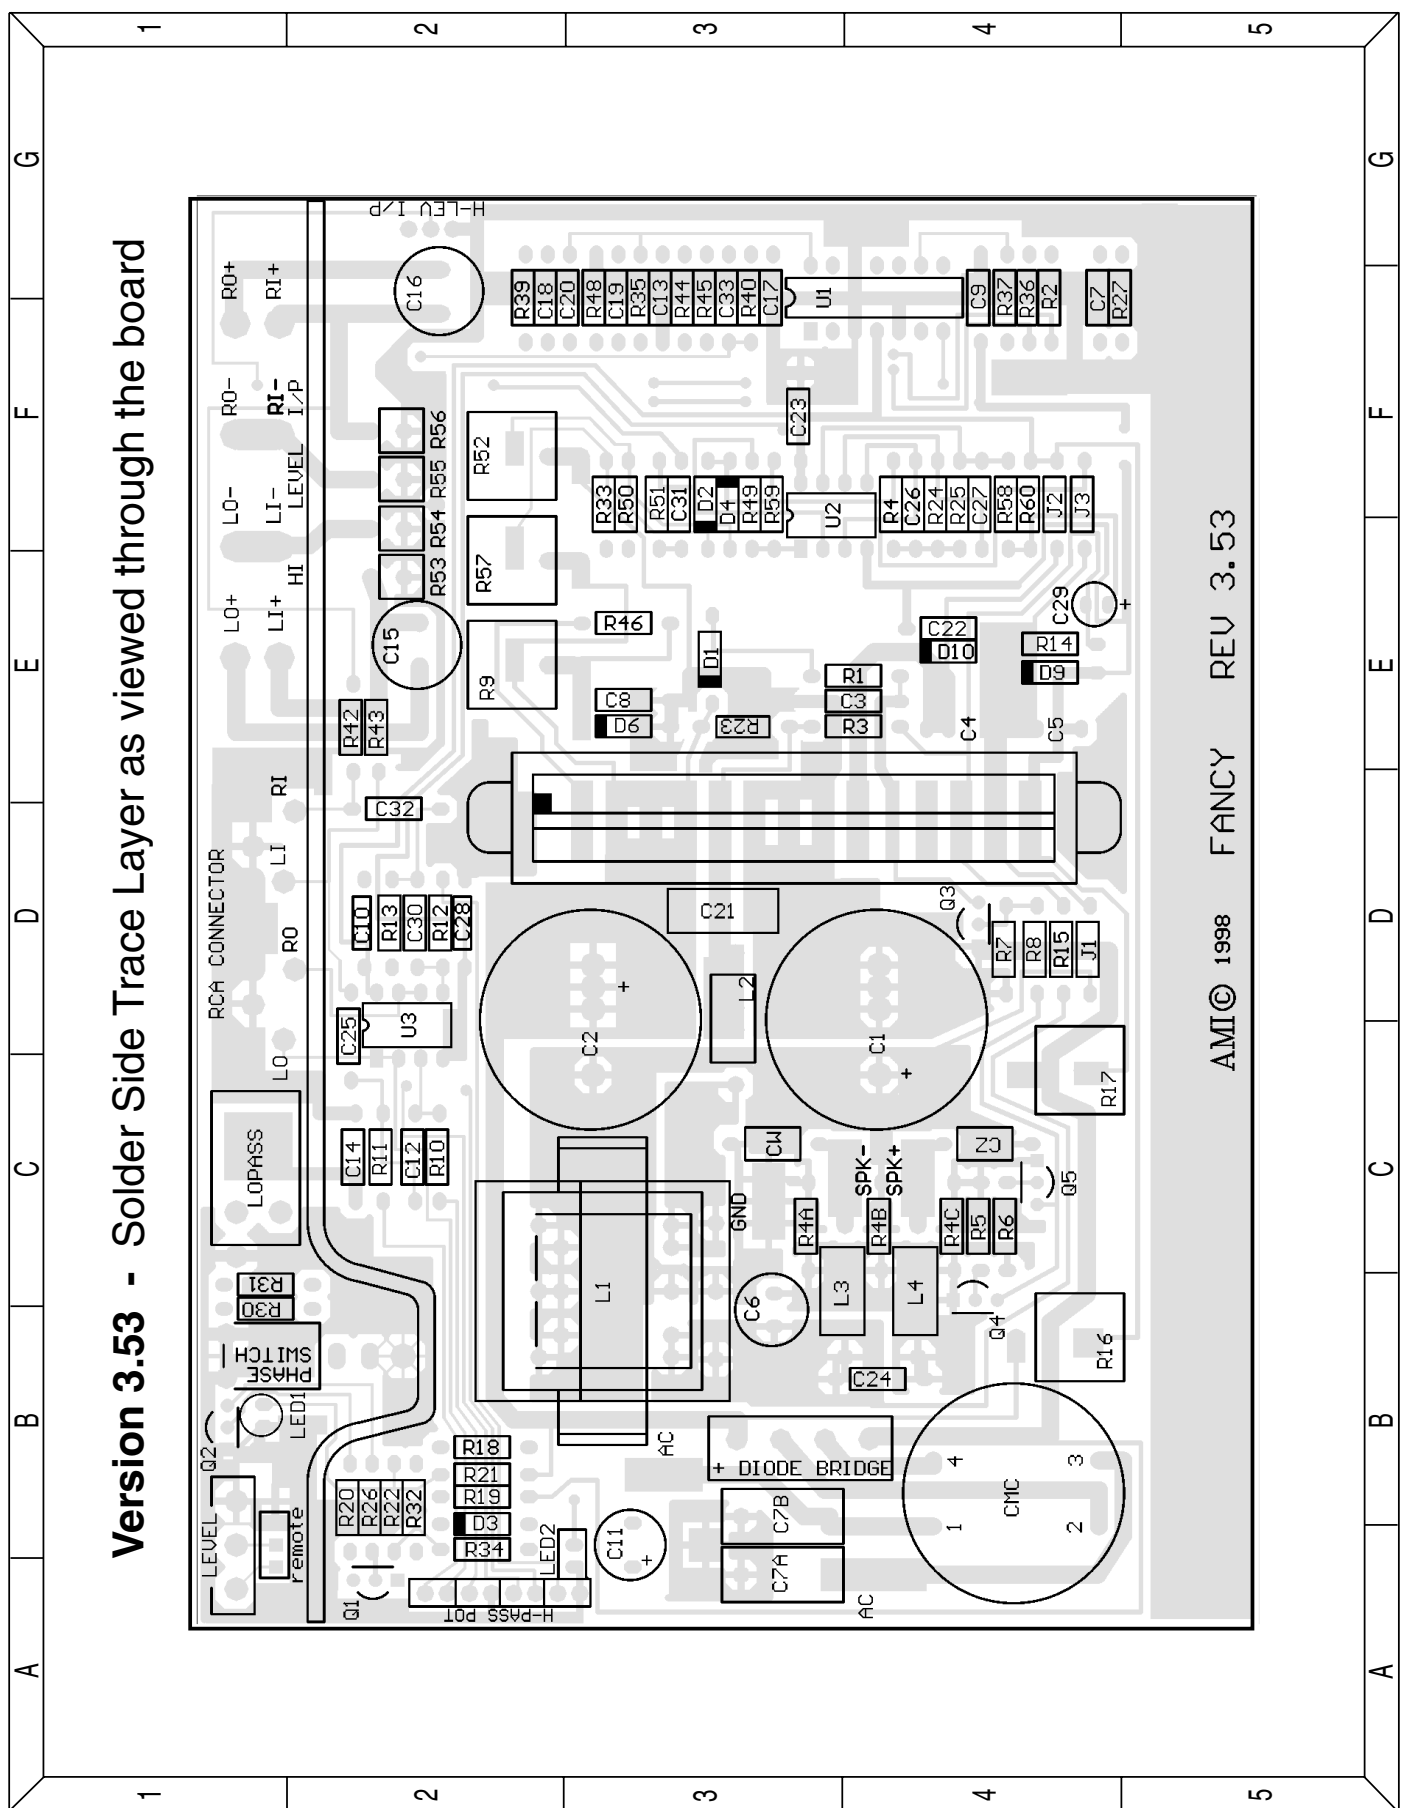 1
2
3
4
5
G
F
E
D
C
B
A
Version 3.53 - Solder Side Trace Layer as viewed through the board
RO+
RI+
RO-
RI-
LO-
LI-
LO+
LI+
HI LEVEL I/P
H-LEV I/P
C16
R56
R55
R54
R53
C15
R52
R57
R9
R42
R43
RI
LI
RO
LO
RCA CONNECTOR
C32
C10
R13
C30
R12
C28
C25
U3
LOPASS
C14
R11
C12
R10
R31
R30
PHASE
SWITCH
LED1
Q2
LEVEL
remote
R20
R26
R22
R32
Q1
R18
R21
R19
D3
R34
H-PASS POT
LED2
C11
+
R39
C18
C20
R48
C19
R35
C13
R44
R45
C33
R40
C17
U1
C9
R37
R36
R2
C7
R27
C23
R33
R50
R51
C31
D2
D4
R49
R59
U2
R4
C26
R24
R25
C27
R58
R60
J2
J3
C29
+
R46
C8
D6
D1
R23
R1
C3
R3
C22
D10
R14
D9
C4
C5
C21
C2
+
L2
C1
+
Q3
R7
R8
R15
J1
R17
CW
CZ
SPK-
SPK+
Q5
GND
R4A
R4B
R4C
R5
R6
L1
C6
L3
L4
Q4
R16
C24
AC
+ DIODE BRIDGE
C7B
C7A
AC
CMC
1
2
3
4
AMI© 1998 FANCY REV 3.53
A
B
C
D
E
F
G
1
2
3
4
5